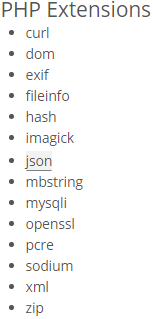 PHP Extensions
curl
dom
exif
fileinfo
hash
imagick
json
mbstring
mysqli
openssl
pcre
sodium
xml
zip